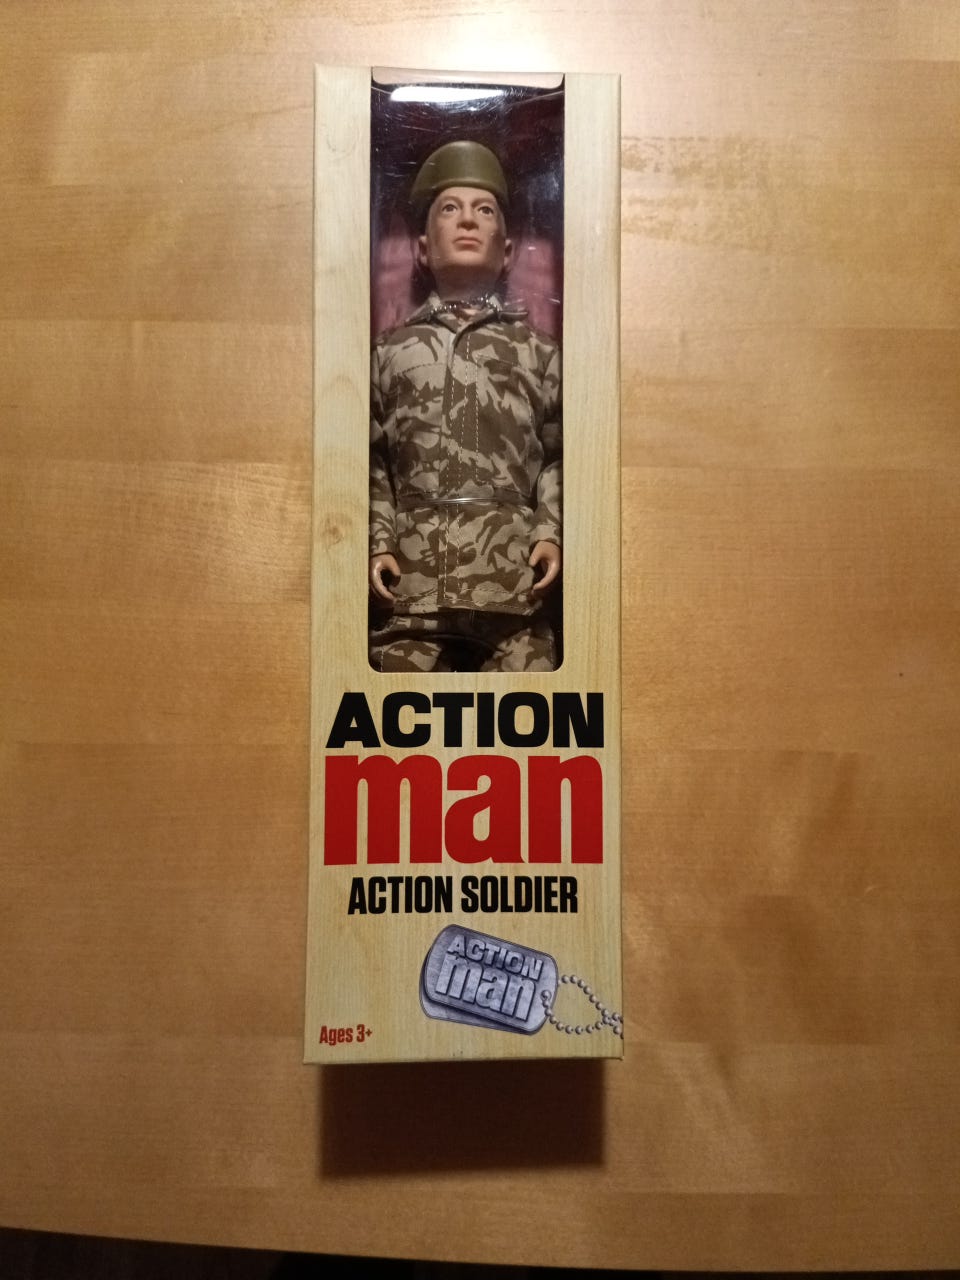 ACTION
man
ACTION SOLDIER
ACTION
man
Ages 3+